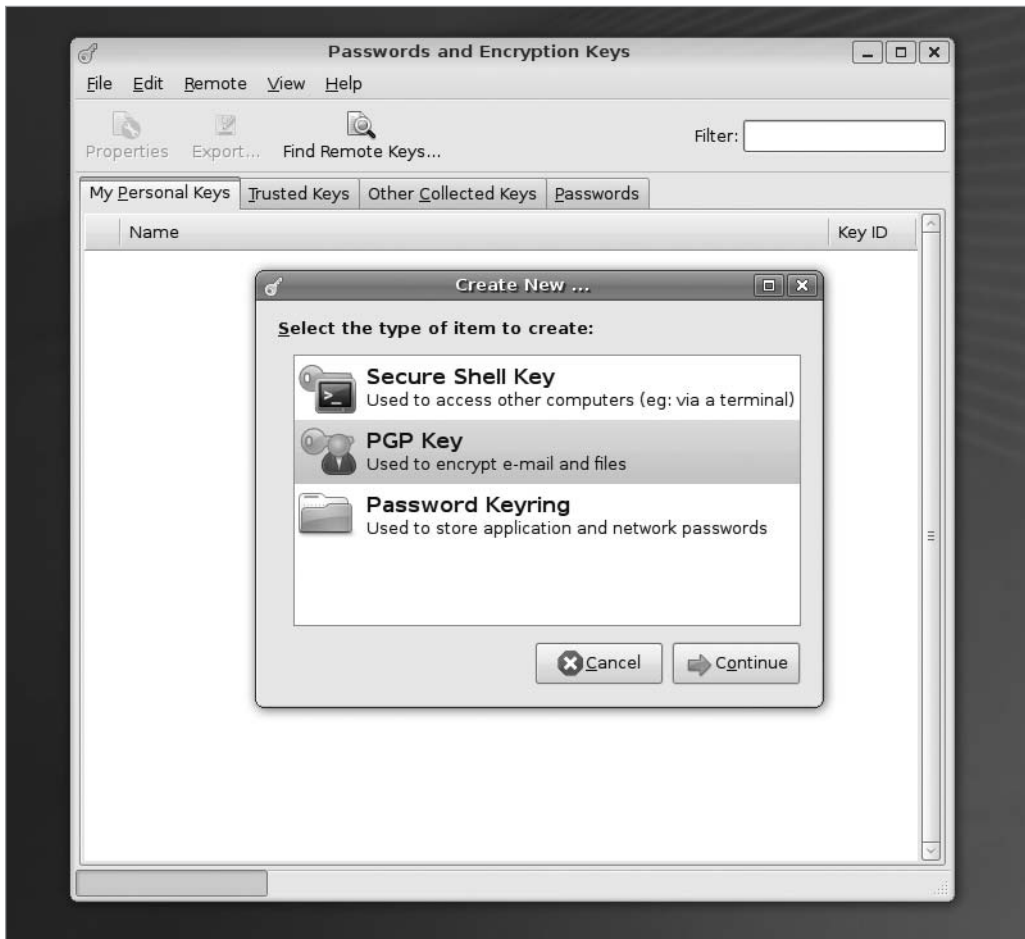 Passwords and Encryption Keys
File Edit Remote View Help
Properties Export... Find Remote Keys... Filter:
My Personal Keys Trusted Keys Other Collected Keys Passwords
Name Key ID
Create New ...
Select the type of item to create:
Secure Shell Key
Used to access other computers (eg: via a terminal)
PGP Key
Used to encrypt e-mail and files
Password Keyring
Used to store application and network passwords
Cancel Continue